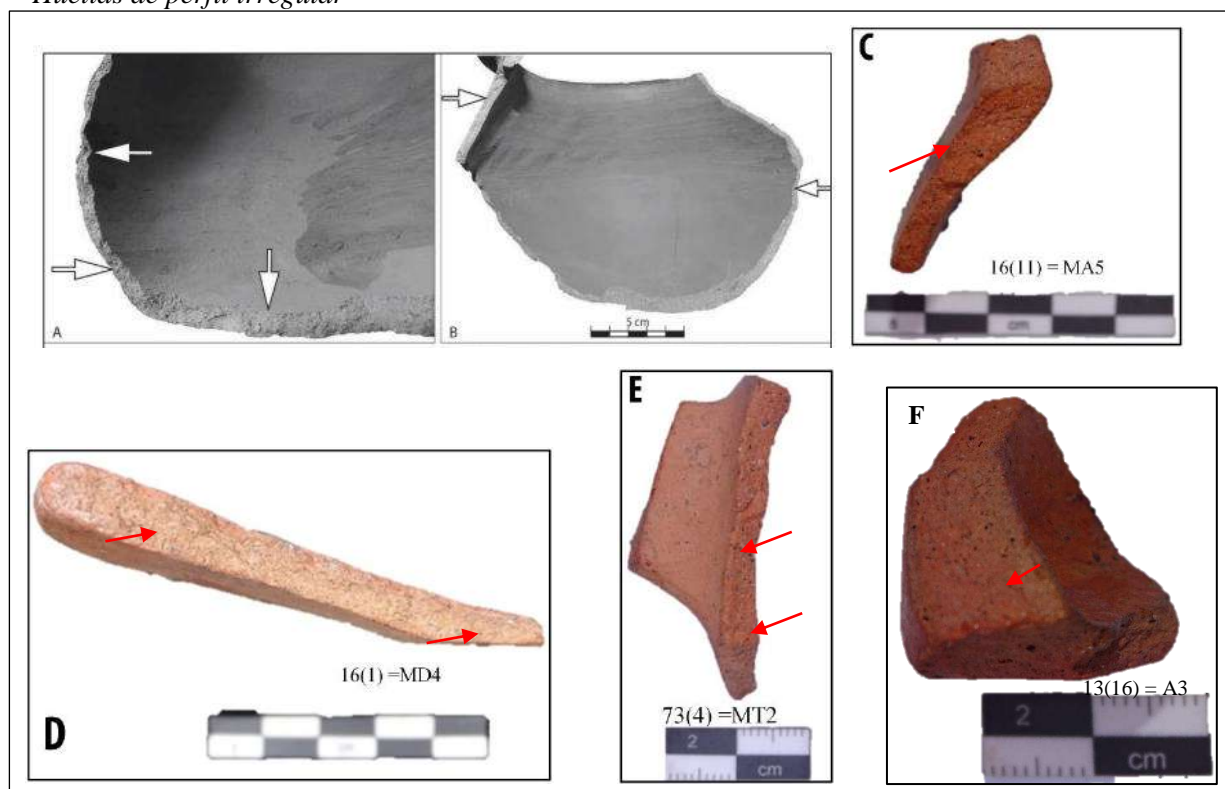 Huellas de perfil irregular
A
B
5 cm
C
16(11) = MA5
cm
D
16(1) =MD4
E
73(4) =MT2
2
cm
F
13(16) = A3
2
cm